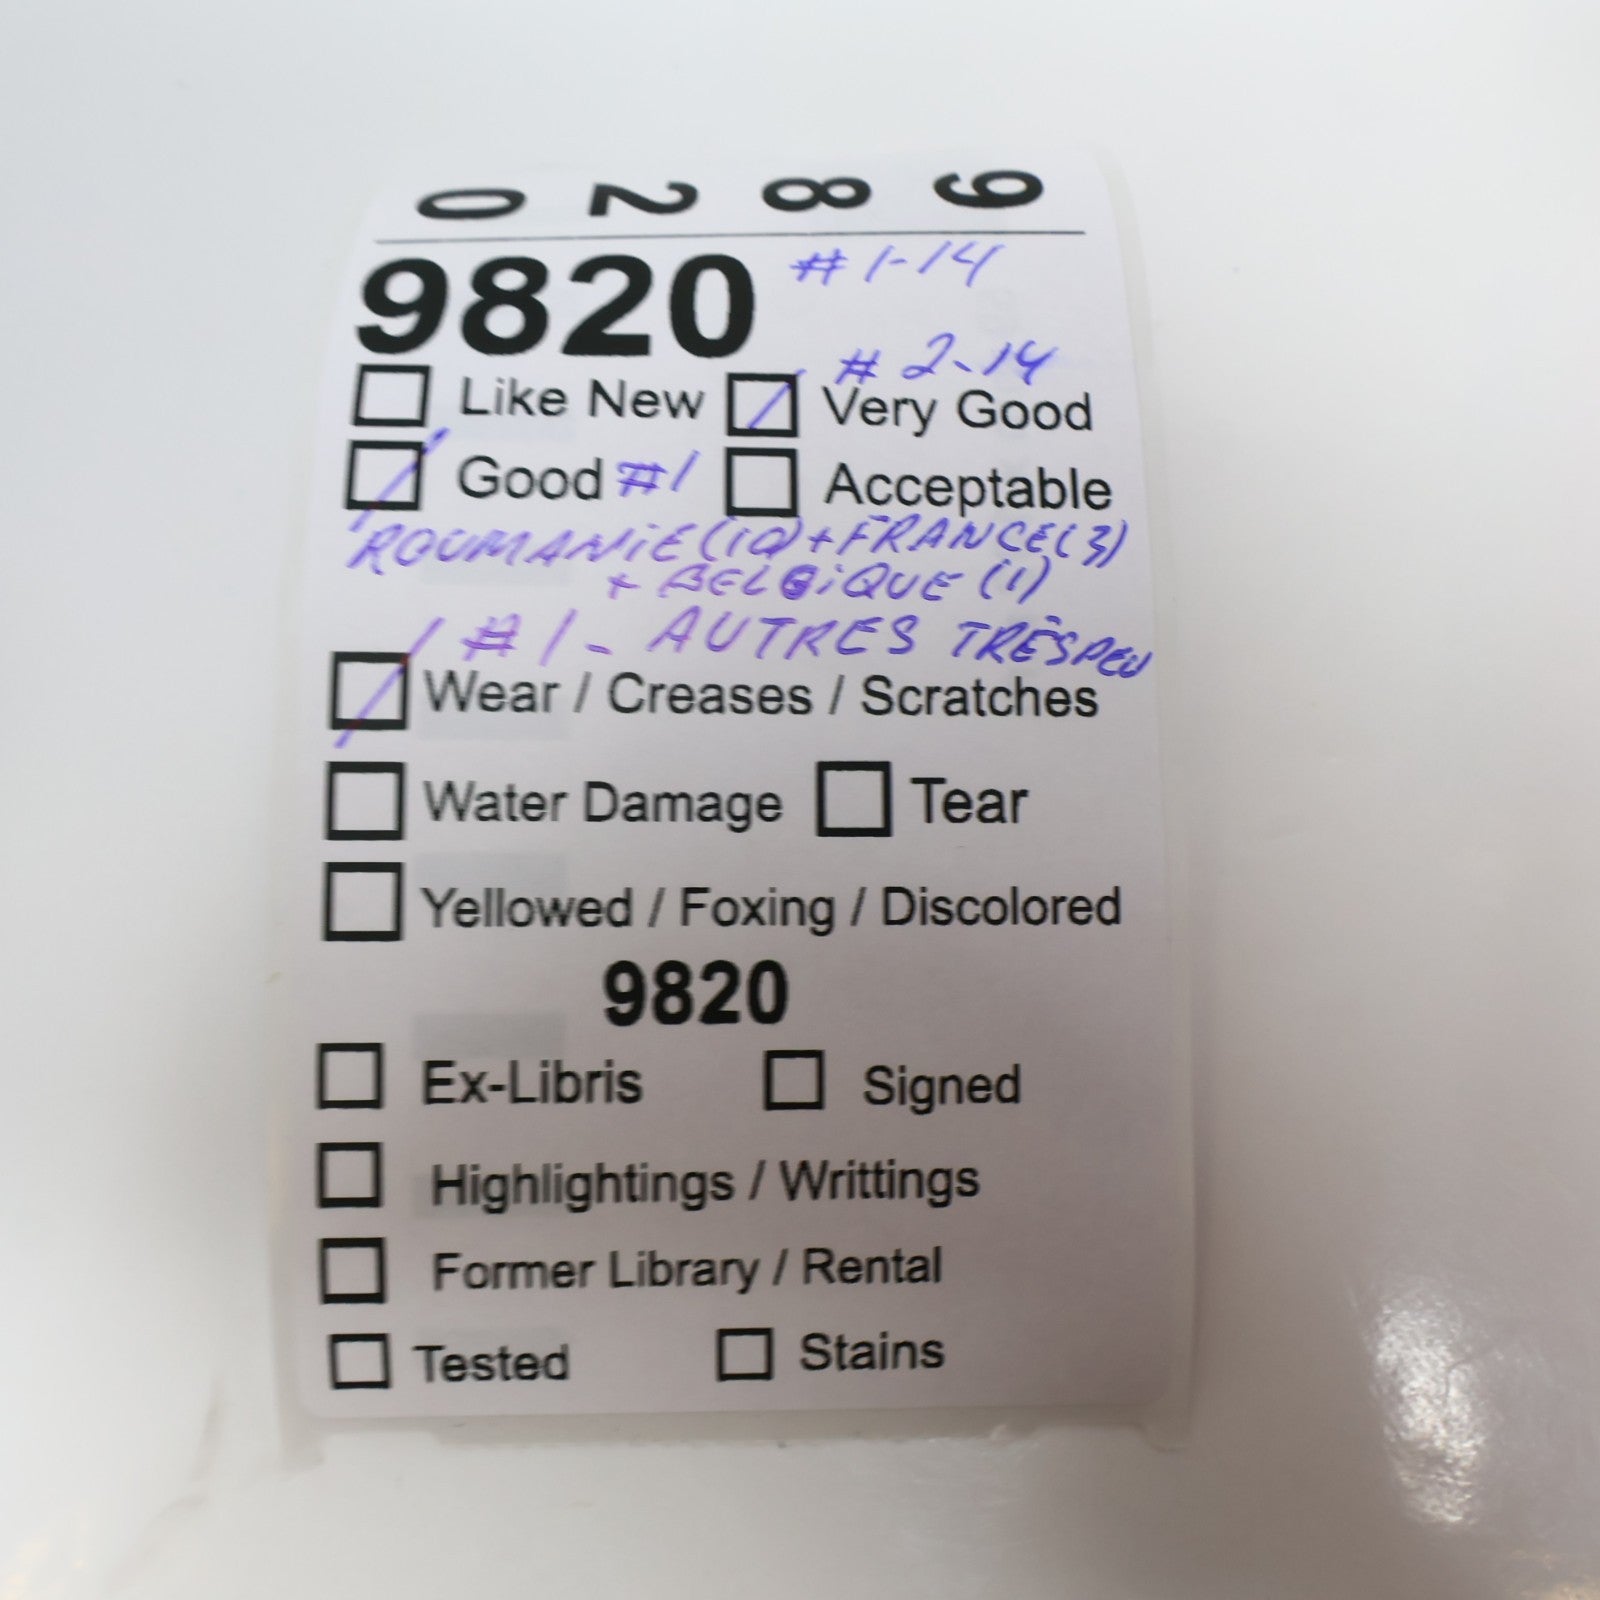 9820
9820 #1-14
#2-14
Like New Very Good
Good #1 Acceptable
ROUMANiE(10)+FRANCE(3)
+ BELGiQUE (1)
#1 - AUTRES TRÈS PEU
Wear / Creases / Scratches
Water Damage Tear
Yellowed / Foxing / Discolored
9820
Ex-Libris Signed
Highlightings / Writtings
Former Library / Rental
Tested Stains